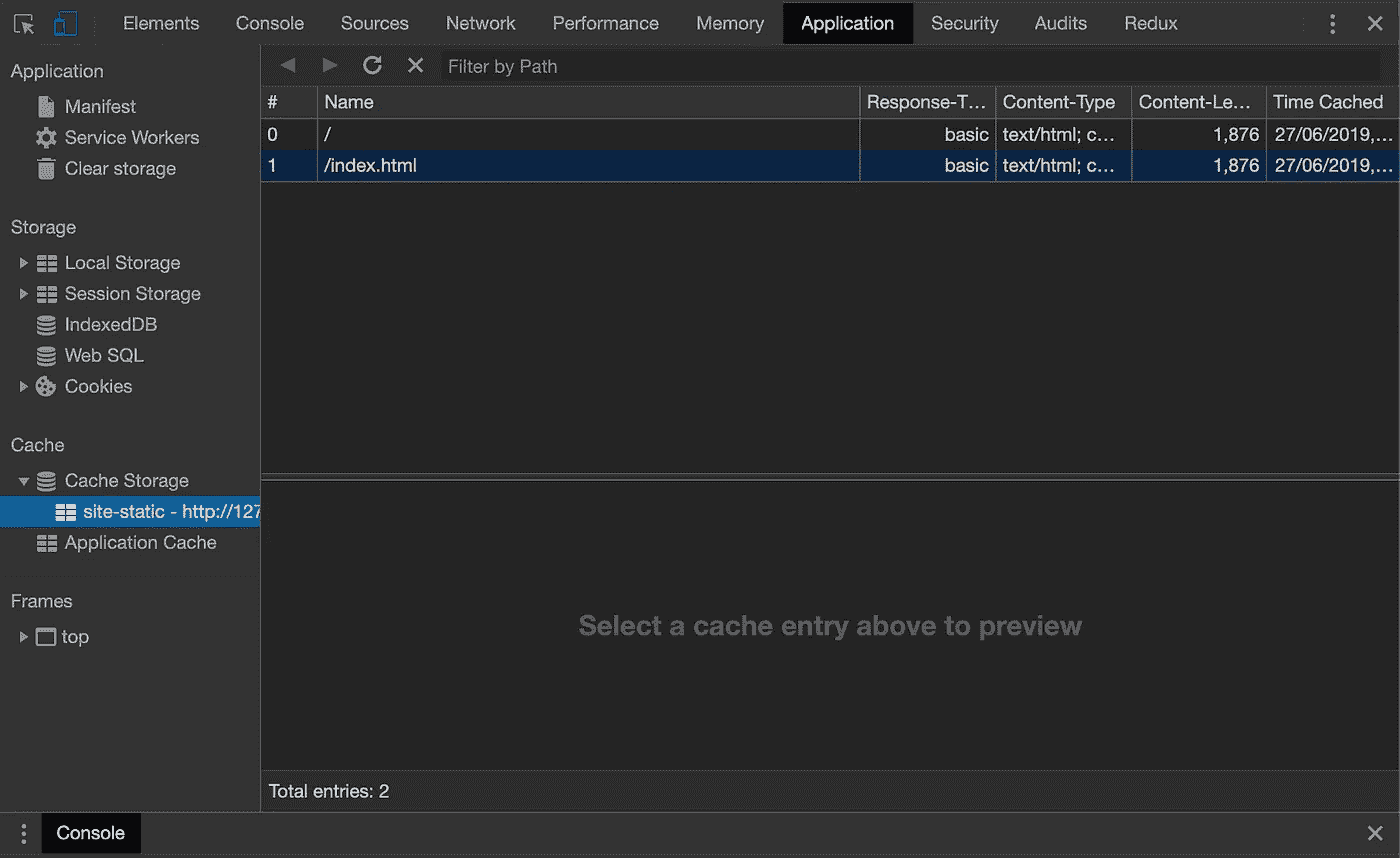 Elements Console Sources Network Performance Memory Application Security Audits Redux
Application
Manifest
Service Workers
Clear storage
Storage
Local Storage
Session Storage
IndexedDB
Web SQL
Cookies
Cache
Cache Storage
site-static - http://127
Application Cache
Frames
top
Filter by Path
# Name Response-T... Content-Type Content-Le... Time Cached
0 / basic text/html; c... 1,876 27/06/2019,...
1 /index.html basic text/html; c... 1,876 27/06/2019,...
Select a cache entry above to preview
Total entries: 2
Console